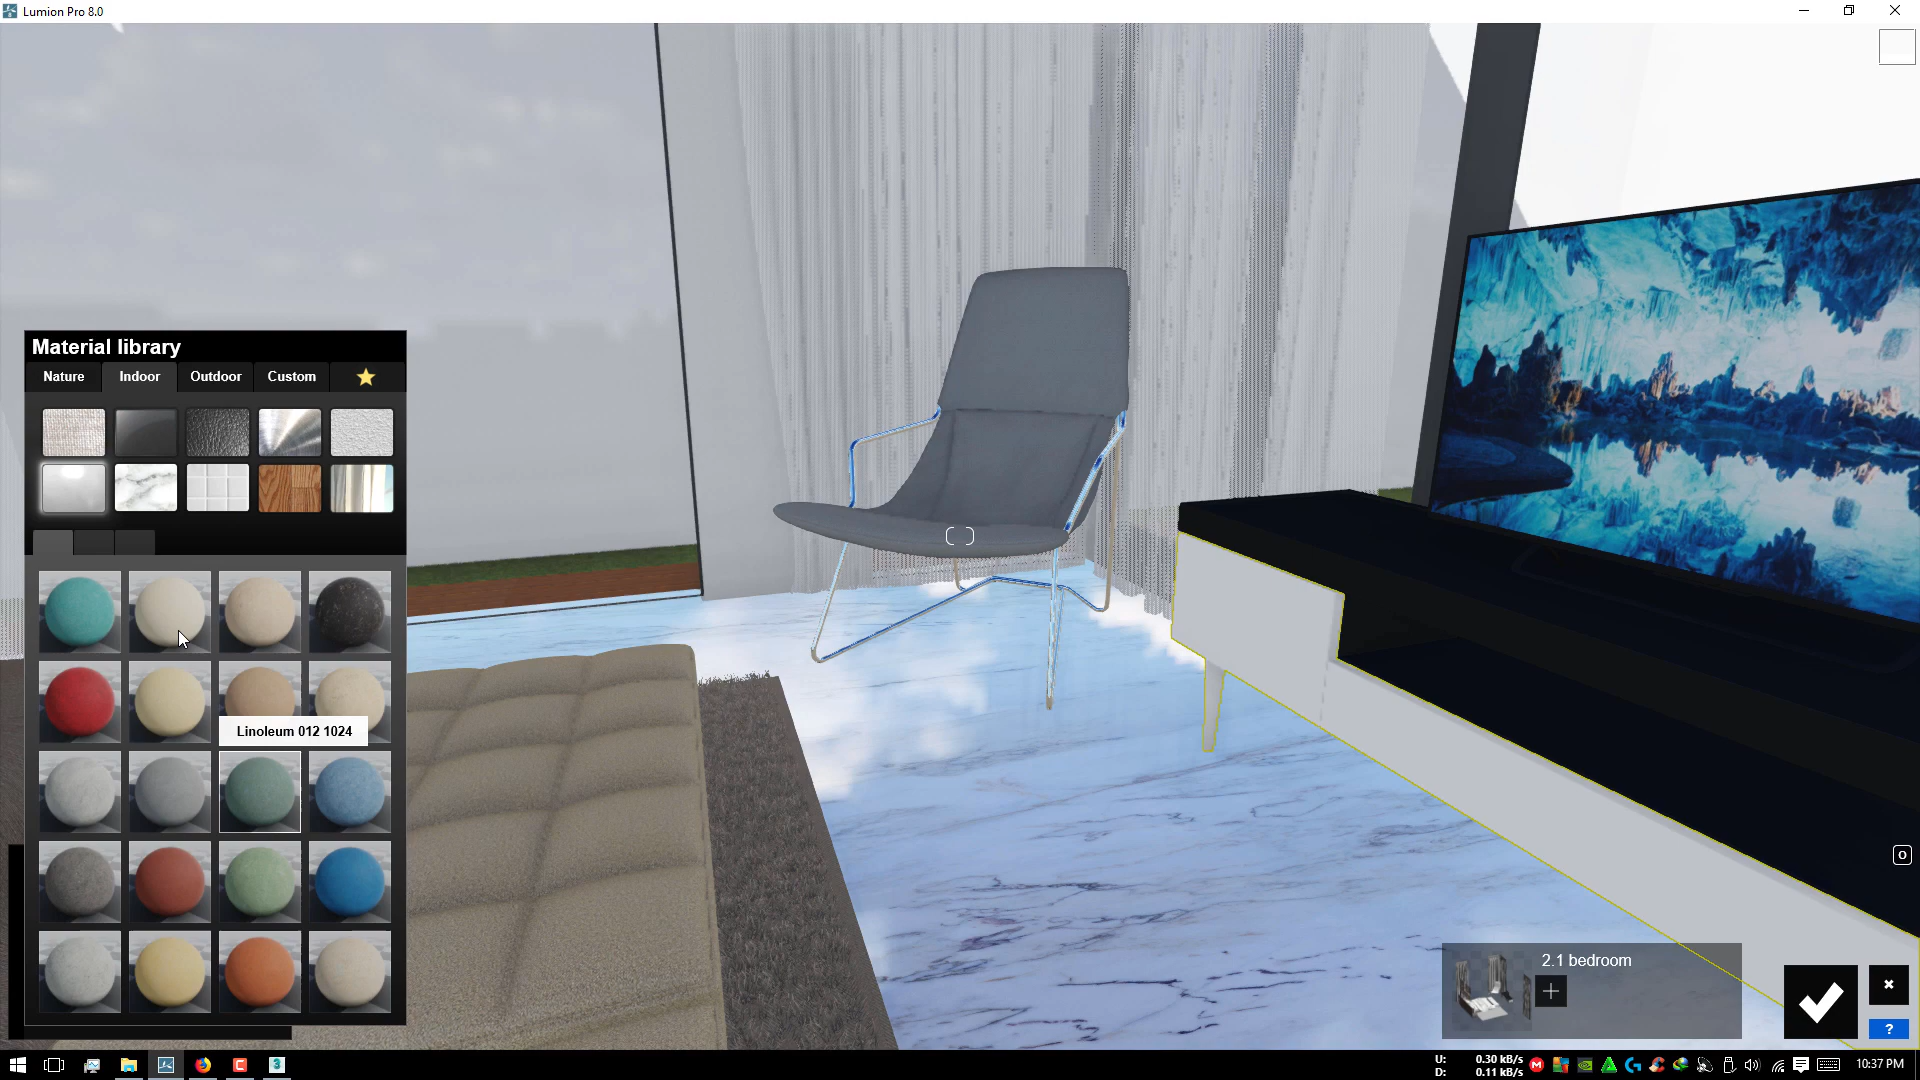 Lumion Pro 8.0
Material library
Nature Indoor Outdoor Custom
Linoleum 012 1024
O
2.1 bedroom
?
U: 0.30 kB/s
D: 0.11 kB/s
10:37 PM